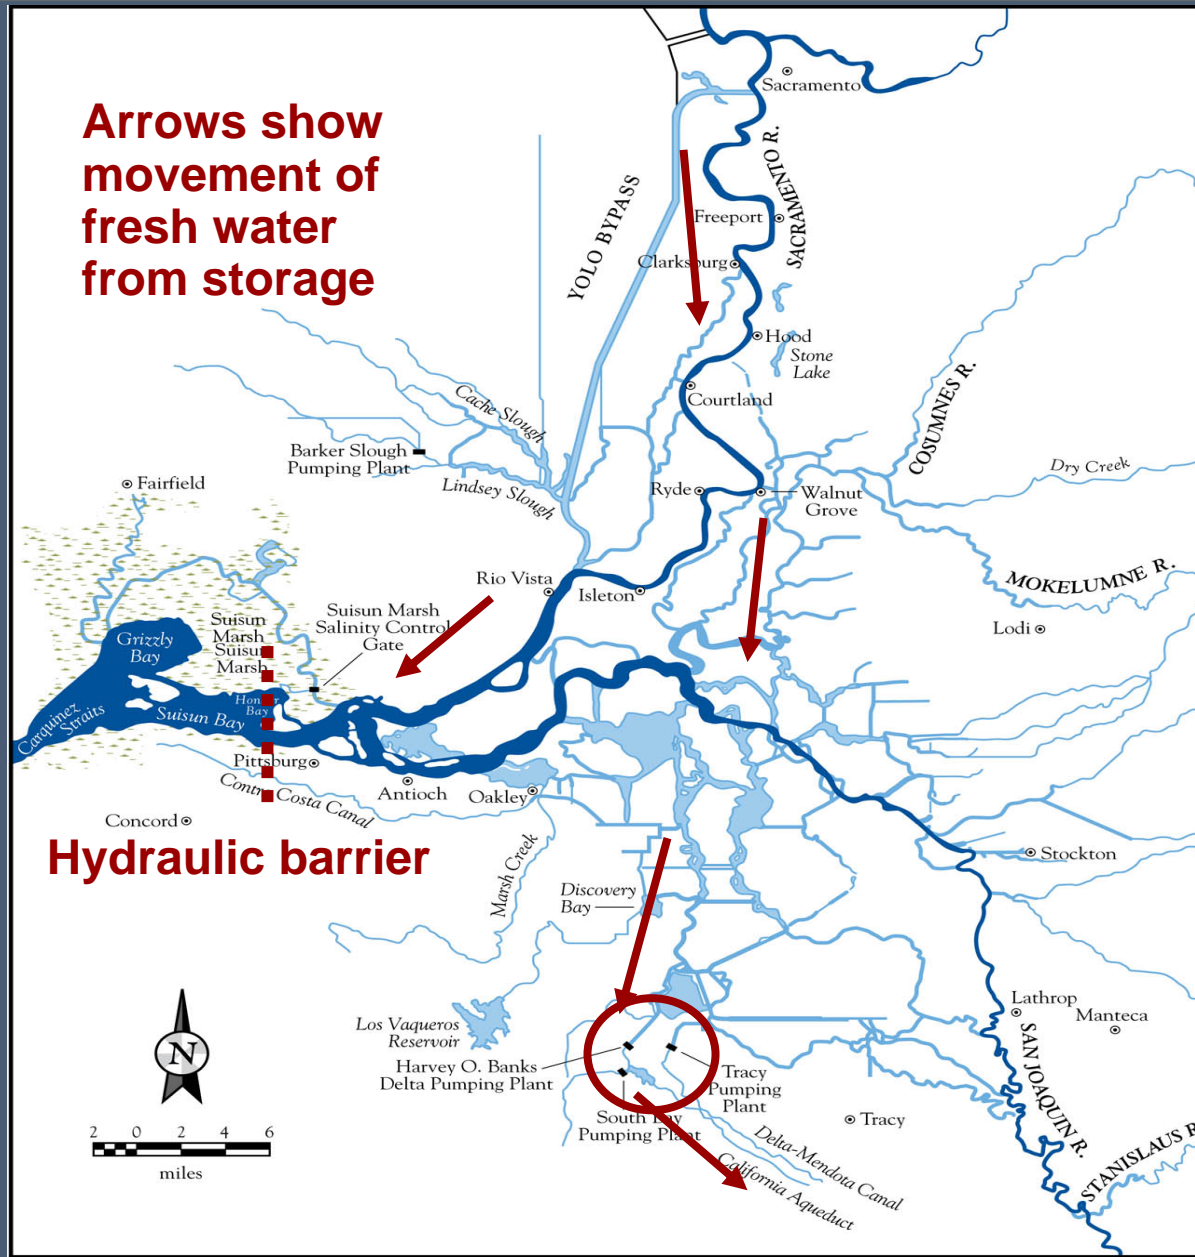 Arrows show
movement of
fresh water
from storage
Sacramento
SACRAMENTO R.
YOLO BYPASS
Freeport
Clarksburg
Hood
Stone
Lake
Courtland
COSUMNES R.
Cache Slough
Barker Slough
Pumping Plant
Lindsey Slough
Dry Creek
Fairfield
Ryde
Walnut
Grove
MOKELUMNE R.
Rio Vista
Isleton
Lodi
Suisun Marsh
Salinity Control
Gate
Suisun
Marsh
Suisun
Marsh
Grizzly
Bay
Honker
Bay
Suisun Bay
Carquinez
Straits
Pittsburg
Antioch
Oakley
Contra Costa Canal
Concord
Hydraulic barrier
Marsh Creek
Stockton
Discovery
Bay
Los Vaqueros
Reservoir
Lathrop
Manteca
SAN JOAQUIN R.
Harvey O. Banks
Delta Pumping Plant
Tracy
Pumping
Plant
South Bay
Pumping Plant
Tracy
Delta-Mendota Canal
California Aqueduct
STANISLAUS R.
N
2 0 2 4 6
miles